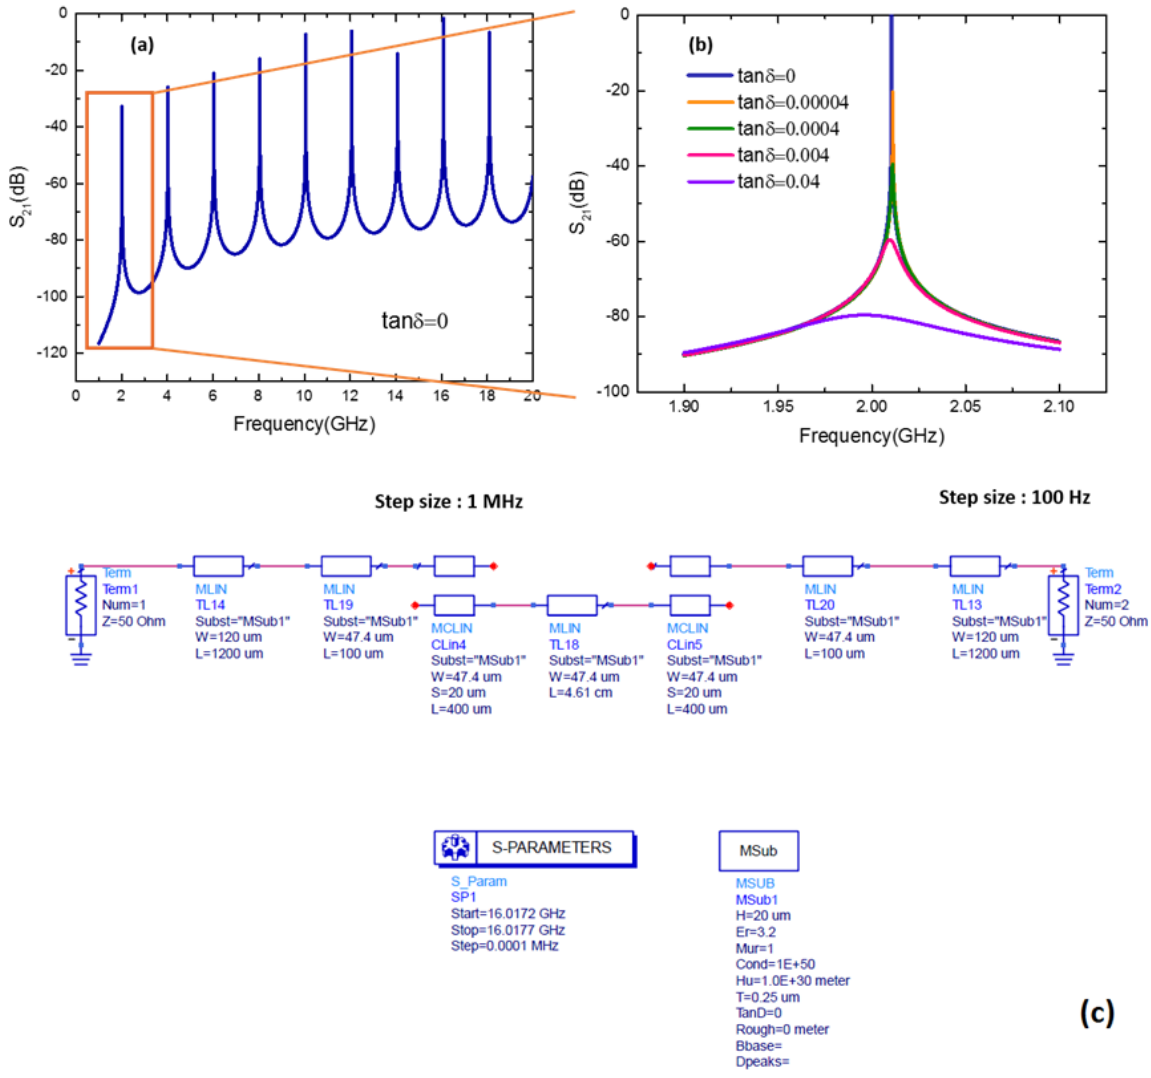 (a)
0
-20
-40
-60
-80
-100
-120
S21(dB)
tanδ=0
0 2 4 6 8 10 12 14 16 18 20
Frequency(GHz)
(b)
0
-20
-40
-60
-80
-100
S21(dB)
tanδ=0
tanδ=0.00004
tanδ=0.0004
tanδ=0.004
tanδ=0.04
1.90 1.95 2.00 2.05 2.10
Frequency(GHz)
Step size : 1 MHz
Step size : 100 Hz
Term
Term1
Num=1
Z=50 Ohm
MLIN
TL14
Subst="MSub1"
W=120 um
L=1200 um
MLIN
TL19
Subst="MSub1"
W=47.4 um
L=100 um
MCLIN
CLin4
Subst="MSub1"
W=47.4 um
S=20 um
L=400 um
MLIN
TL18
Subst="MSub1"
W=47.4 um
L=4.61 cm
MCLIN
CLin5
Subst="MSub1"
W=47.4 um
S=20 um
L=400 um
MLIN
TL20
Subst="MSub1"
W=47.4 um
L=100 um
MLIN
TL13
Subst="MSub1"
W=120 um
L=1200 um
Term
Term2
Num=2
Z=50 Ohm
S-PARAMETERS
S_Param
SP1
Start=16.0172 GHz
Stop=16.0177 GHz
Step=0.0001 MHz
MSub
MSUB
MSub1
H=20 um
Er=3.2
Mur=1
Cond=1E+50
Hu=1.0E+30 meter
T=0.25 um
TanD=0
Rough=0 meter
Bbase=
Dpeaks=
(c)